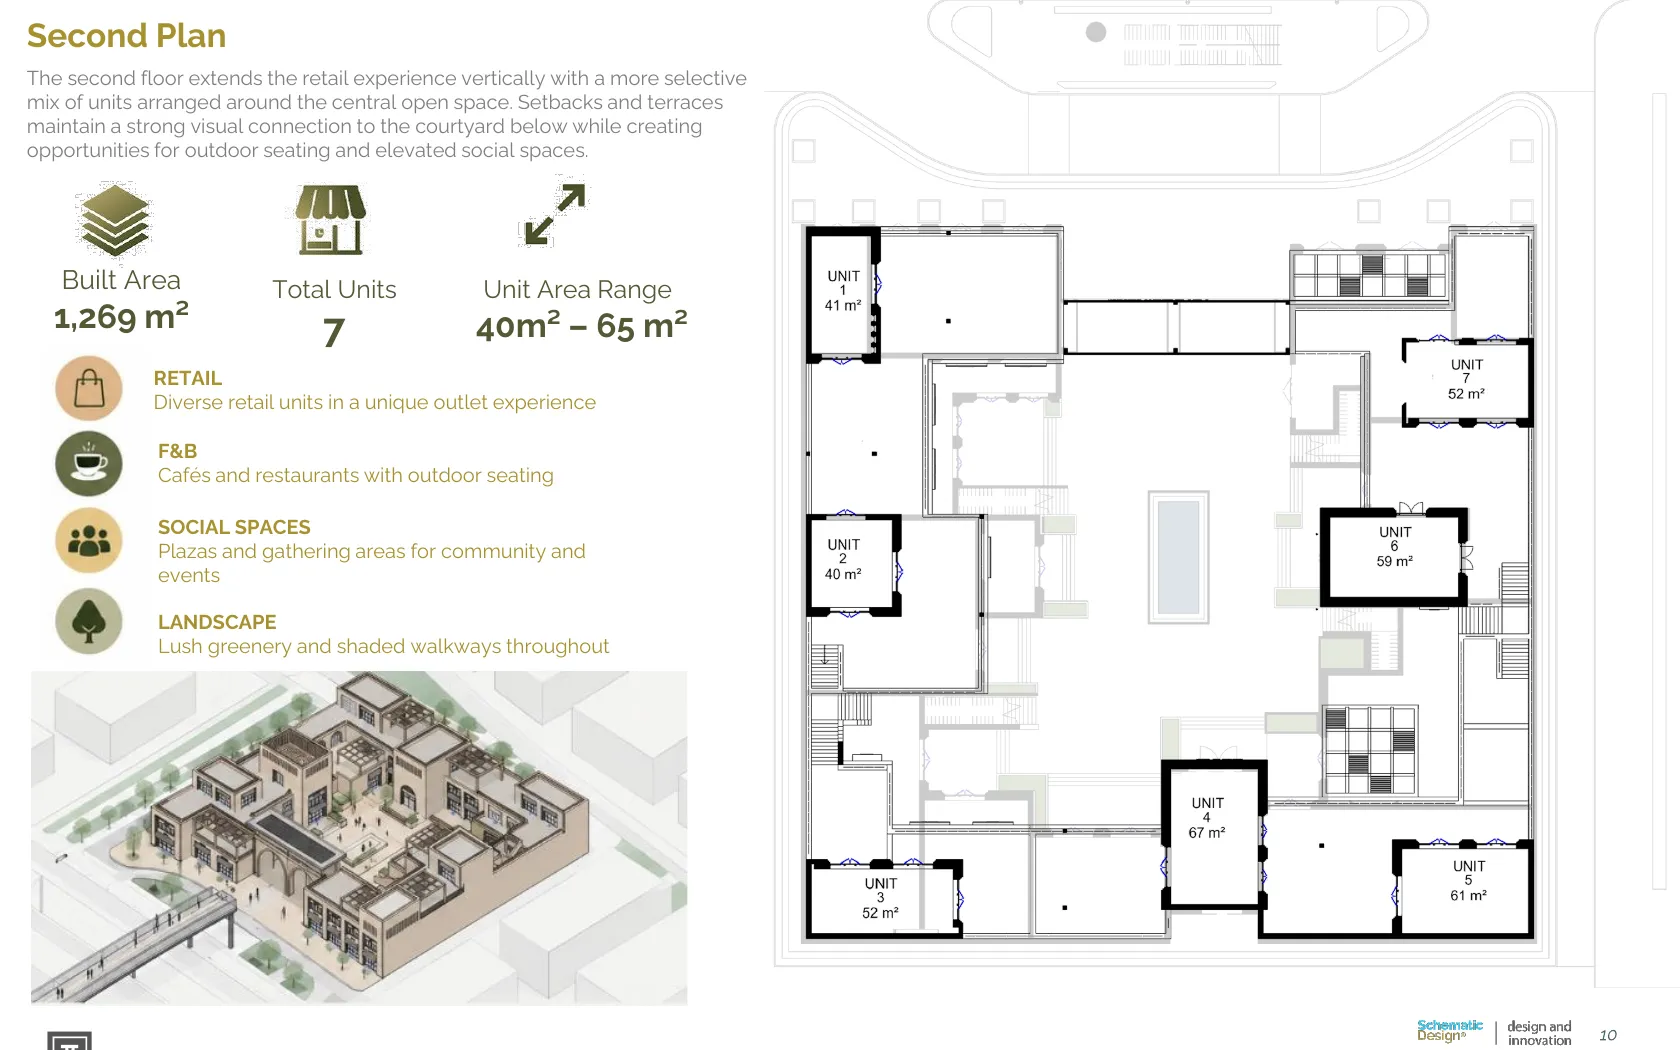 Second Plan
The second floor extends the retail experience vertically with a more selective
mix of units arranged around the central open space. Setbacks and terraces
maintain a strong visual connection to the courtyard below while creating
opportunities for outdoor seating and elevated social spaces.
Built Area
1,269 m²
Total Units
7
Unit Area Range
40m² – 65 m²
RETAIL
Diverse retail units in a unique outlet experience
F&B
Cafés and restaurants with outdoor seating
SOCIAL SPACES
Plazas and gathering areas for community and
events
LANDSCAPE
Lush greenery and shaded walkways throughout
UNIT
1
41 m²
UNIT
2
40 m²
UNIT
3
52 m²
UNIT
4
67 m²
UNIT
5
61 m²
UNIT
6
59 m²
UNIT
7
52 m²
Schematic
Design
design and
innovation
10